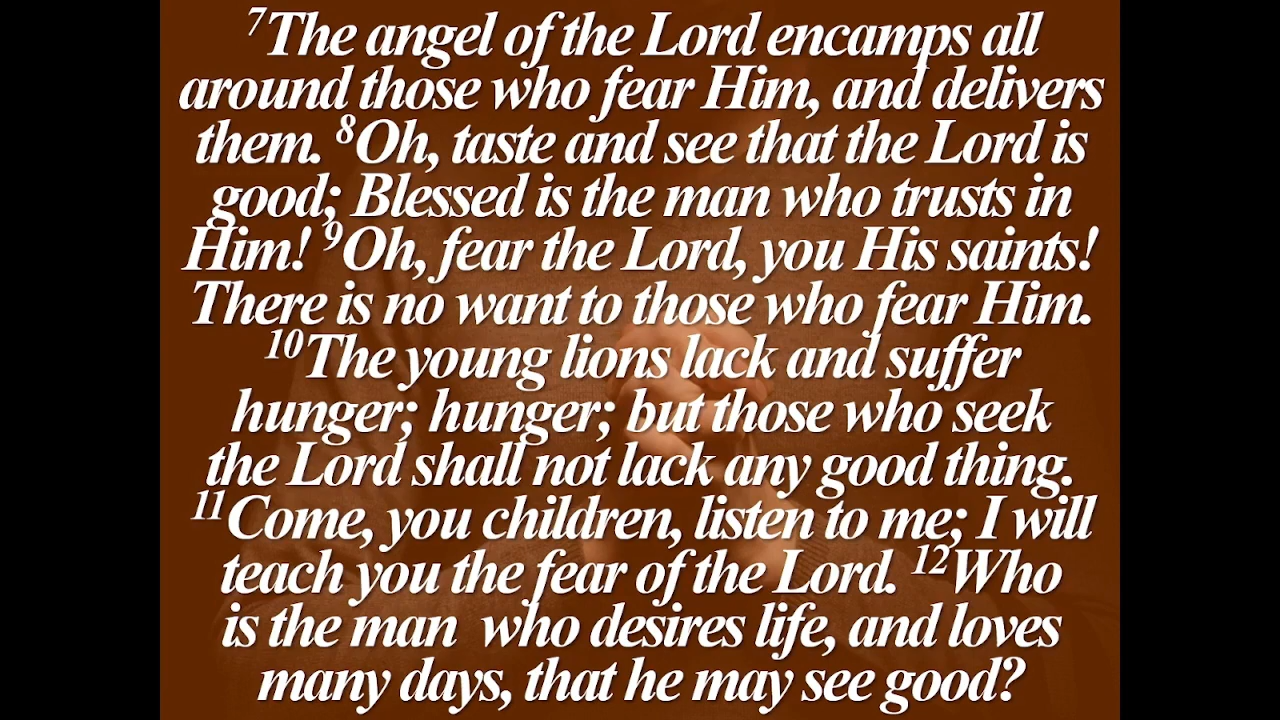 7The angel of the Lord encamps all
around those who fear Him, and delivers
them. 8Oh, taste and see that the Lord is
good; Blessed is the man who trusts in
Him! 9Oh, fear the Lord, you His saints!
There is no want to those who fear Him.
10The young lions lack and suffer
hunger; hunger; but those who seek
the Lord shall not lack any good thing.
11Come, you children, listen to me; I will
teach you the fear of the Lord. 12Who
is the man  who desires life, and loves
many days, that he may see good?